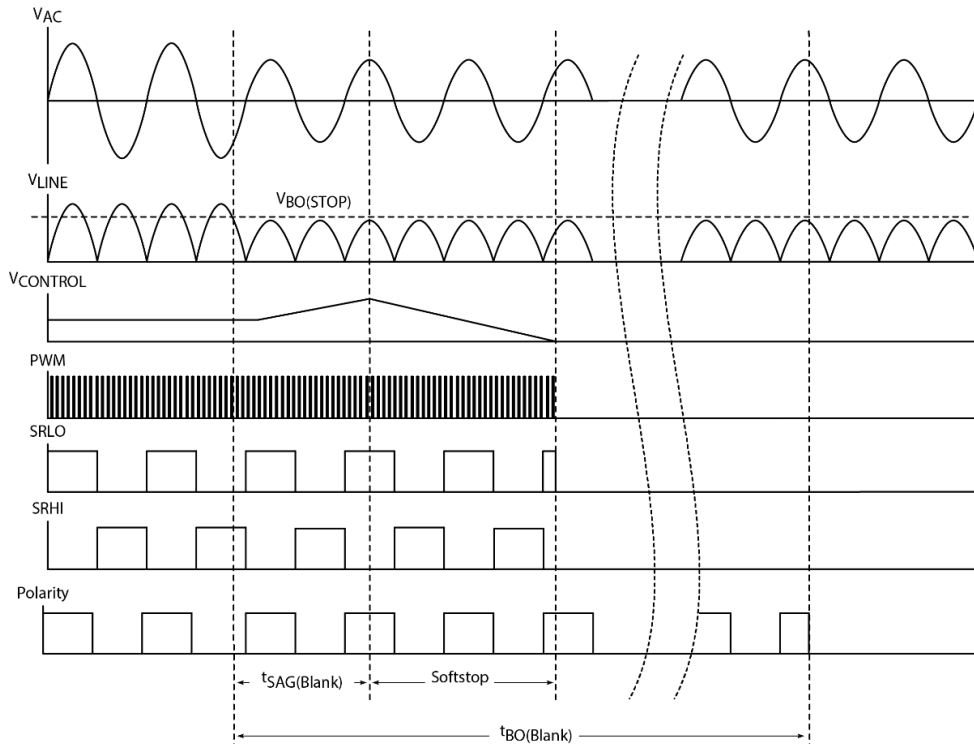 VAC
VLINE
VBO(STOP)
VCONTROL
PWM
SRLO
SRHI
Polarity
tSAG(Blank)
Softstop
tBO(Blank)